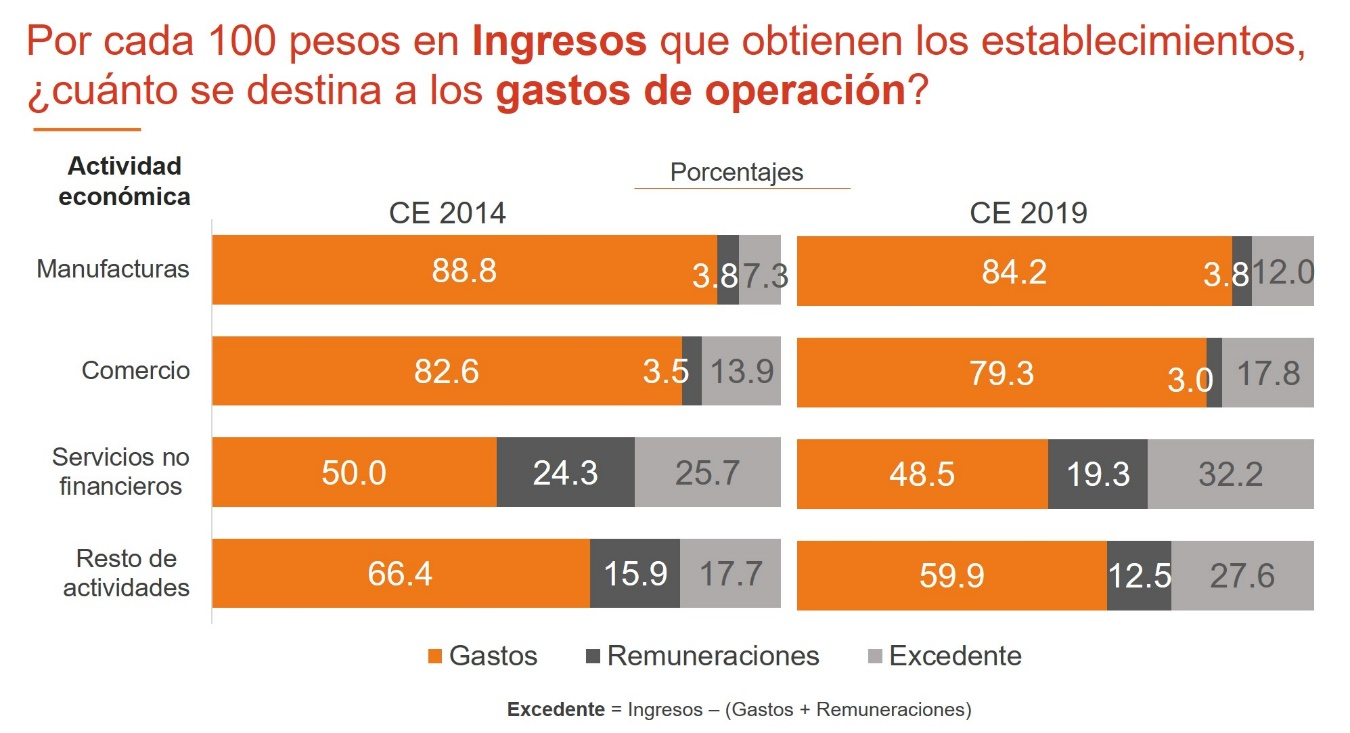 Por cada 100 pesos en Ingresos que obtienen los establecimientos,
¿cuánto se destina a los gastos de operación?
Actividad
económica
Porcentajes
CE 2014
CE 2019
Manufacturas
88.8
3.8
7.3
84.2
3.8
12.0
Comercio
82.6
3.5
13.9
79.3
3.0
17.8
Servicios no
financieros
50.0
24.3
25.7
48.5
19.3
32.2
Resto de
actividades
66.4
15.9
17.7
59.9
12.5
27.6
Gastos
Remuneraciones
Excedente
Excedente = Ingresos – (Gastos + Remuneraciones)